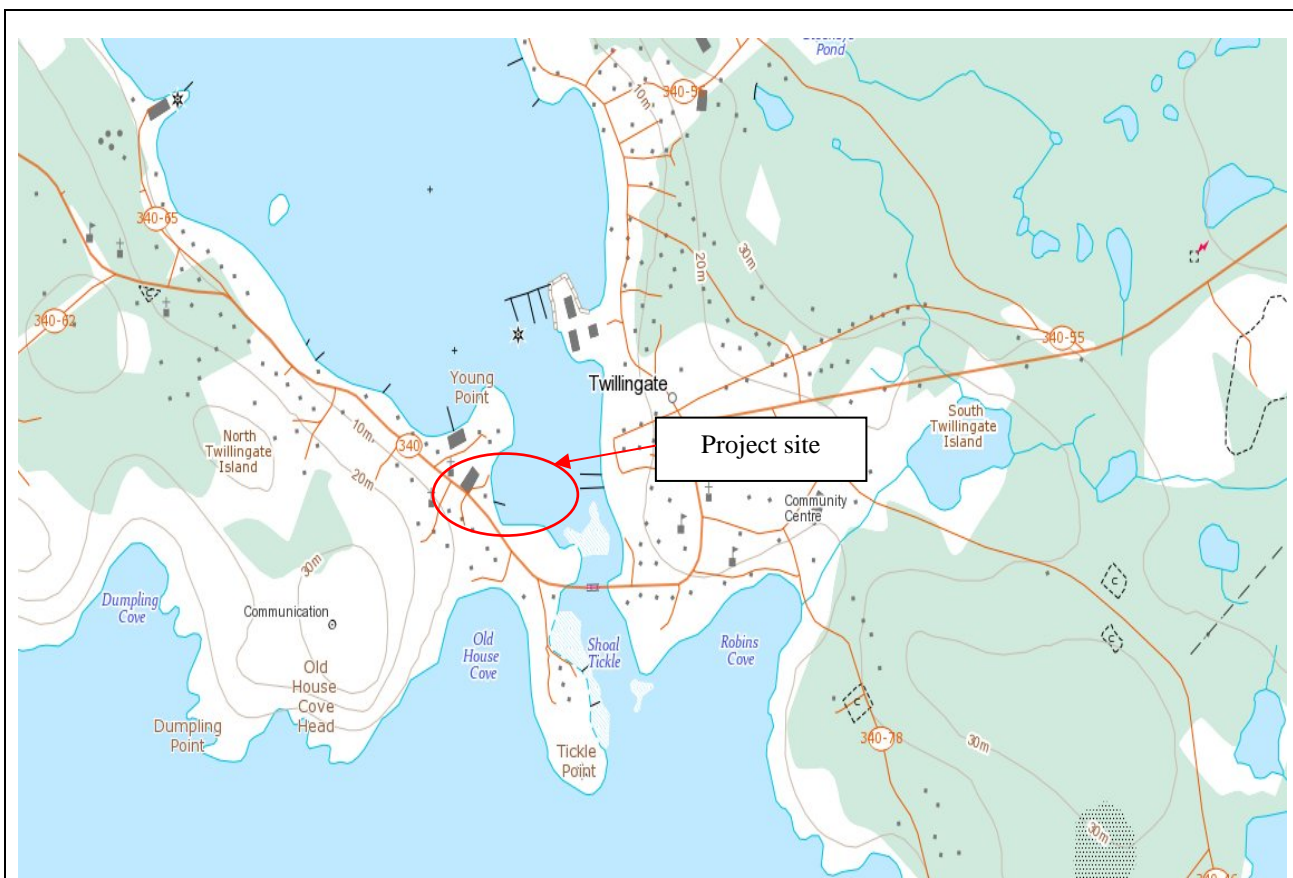 Pond
340-65
10m
340-62
30m
20m
340-55
Young
Point
Twillingate
Project site
South
Twillingate
Island
North
Twillingate
Island
10m
340
20m
Community
Centre
C
30m
Dumpling
Cove
Communication
Old
House
Cove
Shoal
Tickle
Robins
Cove
C
C
Old
House
Cove
Head
Dumpling
Point
C
340-78
30m
Tickle
Point
30m